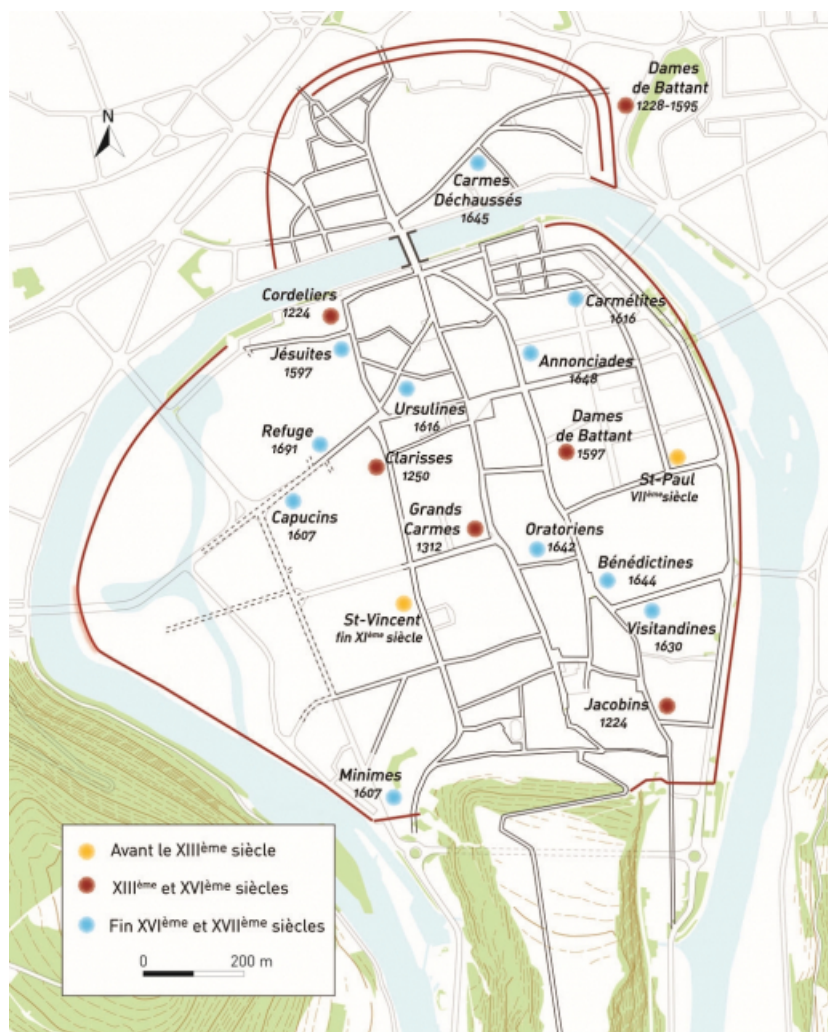 Dames
de Battant
1228-1595
N
Carmes
Déchaussés
1645
Cordeliers
1224
Carmélites
1616
Jésuites
1597
Annonciades
1648
Ursulines
1616
Dames
de Battant
1597
Refuge
1691
Clarisses
1250
St-Paul
VIIème siècle
Capucins
1607
Grands
Carmes
1312
Oratoriens
1642
Bénédictines
1644
St-Vincent
fin XIème siècle
Visitandines
1630
Jacobins
1224
Minimes
1607
Avant le XIIIème siècle
XIIIème et XVIème siècles
Fin XVIème et XVIIème siècles
0 200 m